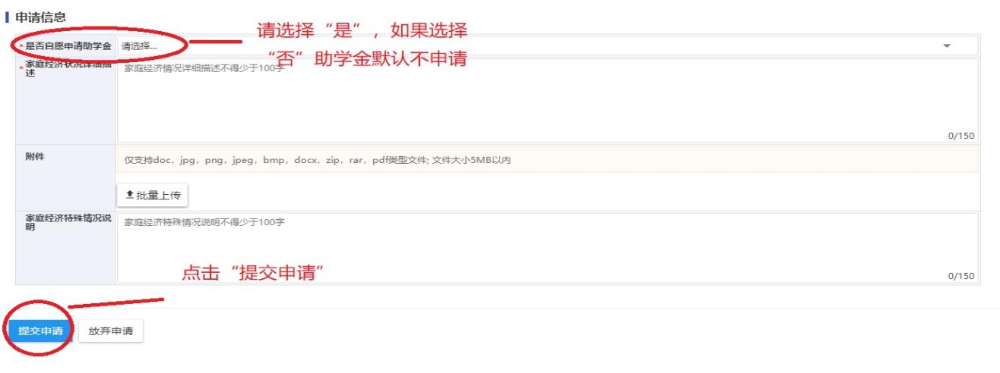 申请信息
请选择“是”，如果选择
“否”助学金默认不申请
*是否自愿申请助学金 请选择...
*家庭经济状况详细描述
家庭经济情况详细描述不得少于100字
0/150
附件
仅支持doc, jpg, png, jpeg, bmp, docx, zip, rar, pdf类型文件; 文件大小5MB以内
批量上传
家庭经济特殊情况说明
家庭经济特殊情况说明不得少于100字
0/150
点击“提交申请”
提交申请 放弃申请